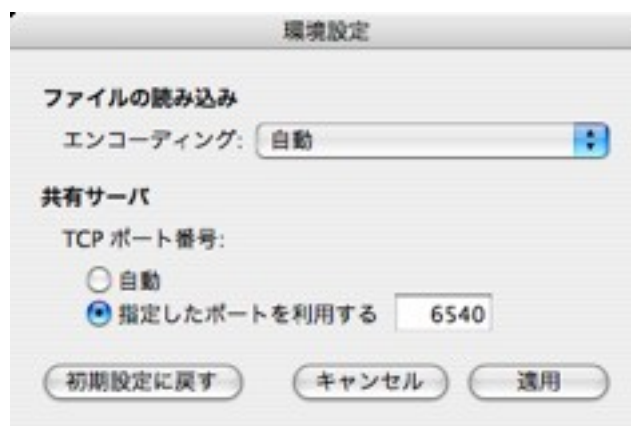 環境設定
ファイルの読み込み
エンコーディング: 自動
共有サーバ
TCP ポート番号:
自動
指定したポートを利用する 6540
初期設定に戻す キャンセル 適用